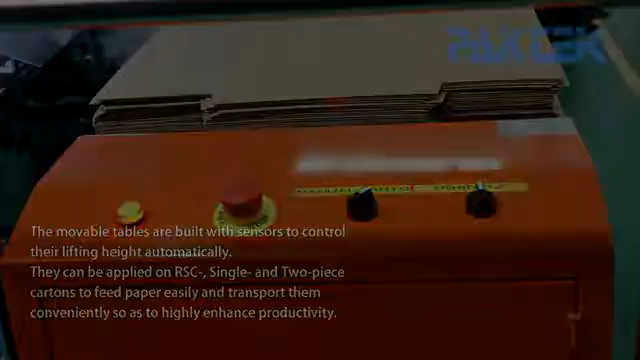 PAKTEK
The movable tables are built with sensors to control
their lifting height automatically.
They can be applied on RSC-, Single- and Two-piece
cartons to feed paper easily and transport them
conveniently so as to highly enhance productivity.